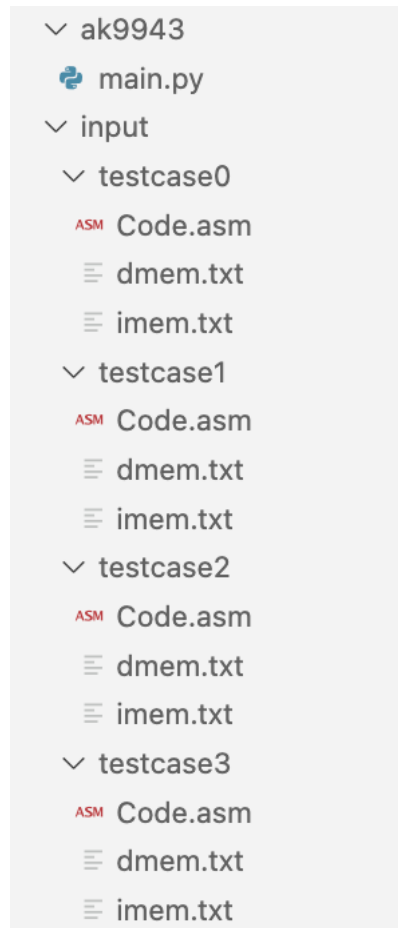 ak9943
main.py
input
testcase0
ASM Code.asm
dmem.txt
imem.txt
testcase1
ASM Code.asm
dmem.txt
imem.txt
testcase2
ASM Code.asm
dmem.txt
imem.txt
testcase3
ASM Code.asm
dmem.txt
imem.txt